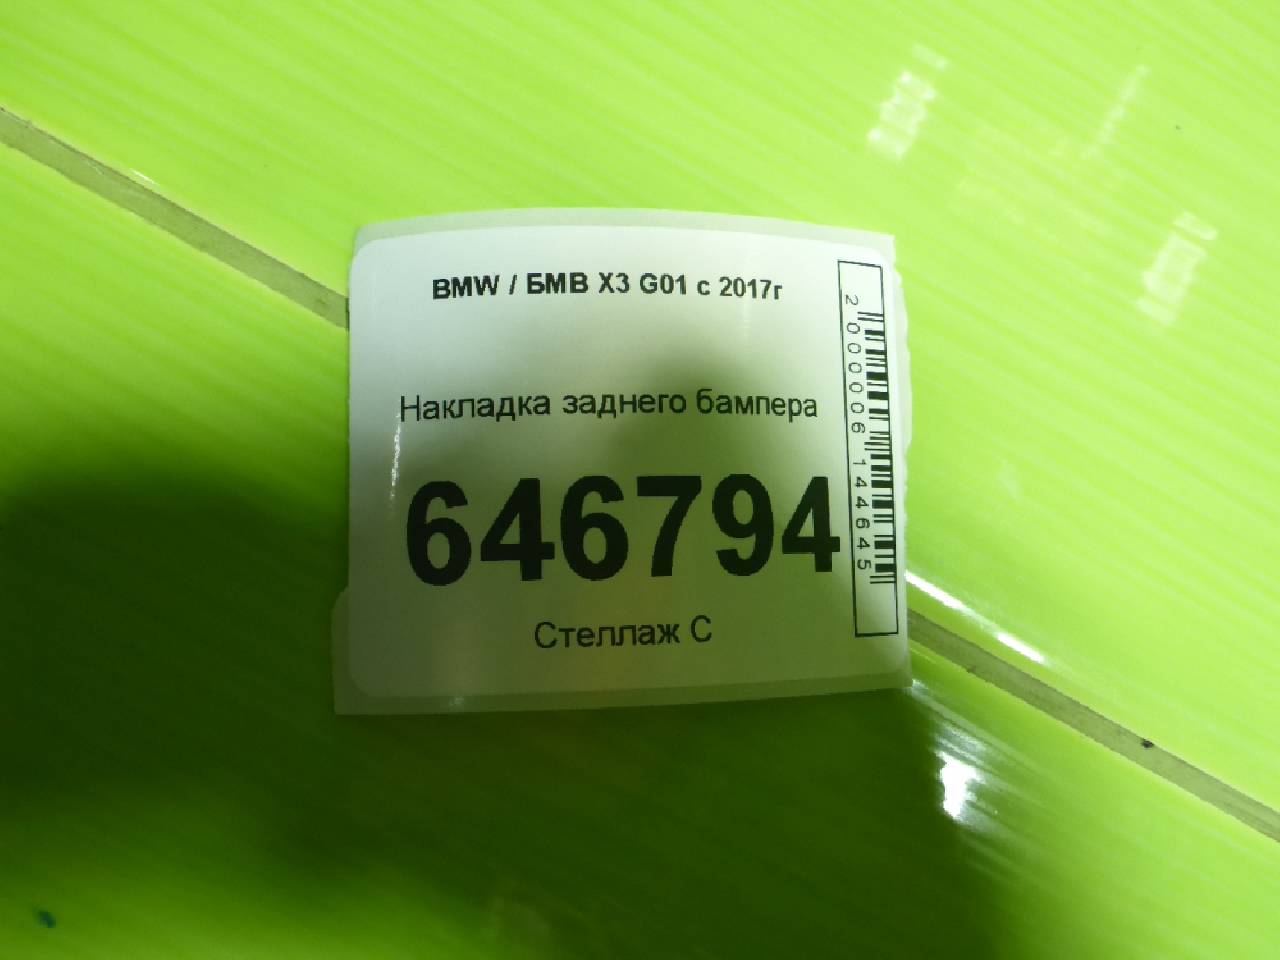 BMW / БМВ X3 G01 с 2017г
Накладка заднего бампера
646794
Стеллаж С
2000006144645